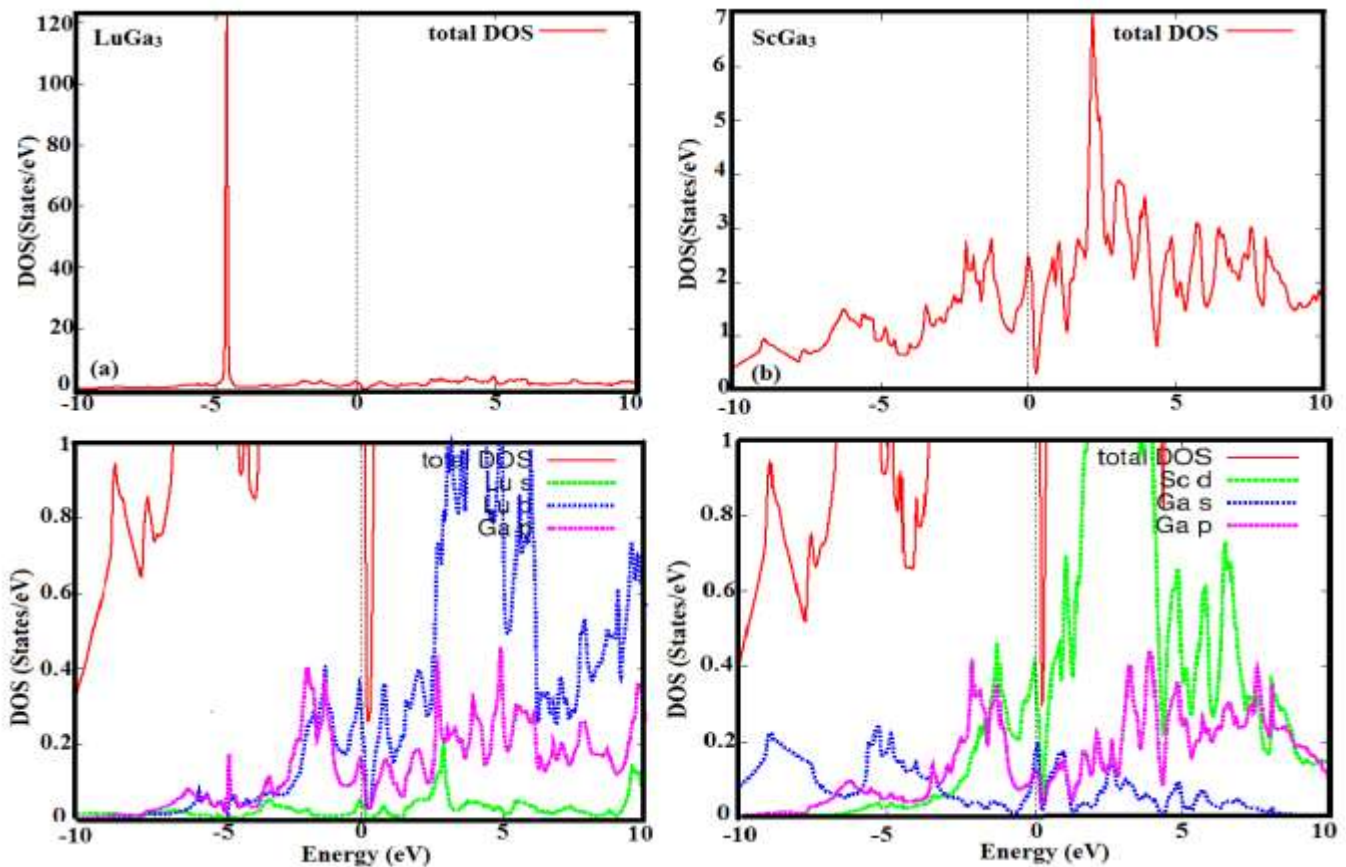 LuGa₃
total DOS
DOS(States/eV)
120
100
80
60
40
20
0
(a)
-10
-5
0
5
10
ScGa₃
total DOS
DOS(States/eV)
7
6
5
4
3
2
1
0
(b)
-10
-5
0
5
10
total DOS
Lu s
Ga p
DOS (States/eV)
1
0.8
0.6
0.4
0.2
0
-10
-5
0
5
10
Energy (eV)
total DOS
Sc d
Ga s
Ga p
DOS (States/eV)
1
0.8
0.6
0.4
0.2
0
-10
-5
0
5
10
Energy (eV)